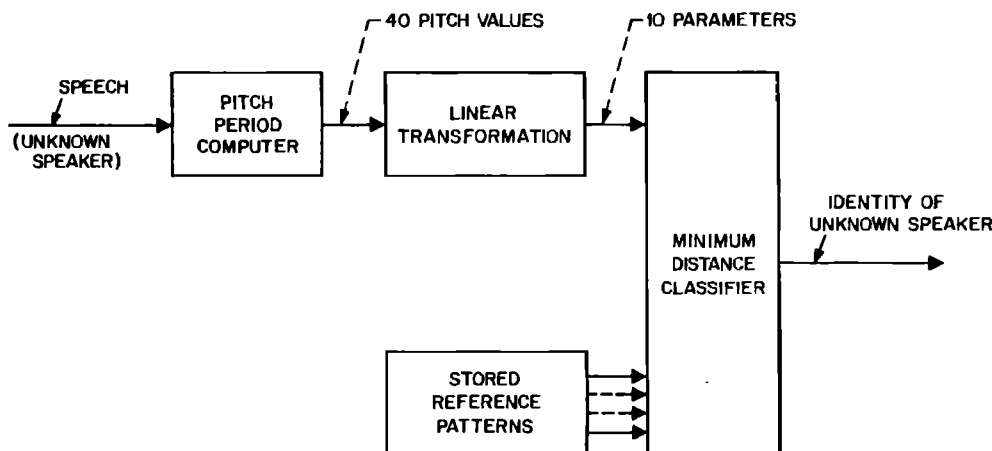 40 PITCH VALUES
10 PARAMETERS
SPEECH
(UNKNOWN
SPEAKER)
PITCH
PERIOD
COMPUTER
LINEAR
TRANSFORMATION
MINIMUM
DISTANCE
CLASSIFIER
IDENTITY OF
UNKNOWN SPEAKER
STORED
REFERENCE
PATTERNS